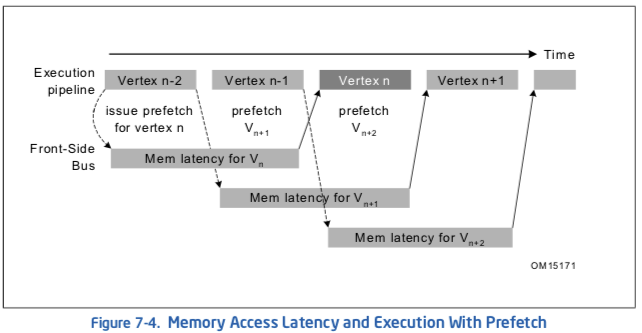 Time
Execution
pipeline
Vertex n-2
Vertex n-1
Vertex n
Vertex n+1
issue prefetch
for vertex n
prefetch
Vn+1
prefetch
Vn+2
Front-Side
Bus
Mem latency for Vn
Mem latency for Vn+1
Mem latency for Vn+2
OM15171
Figure 7-4. Memory Access Latency and Execution With Prefetch